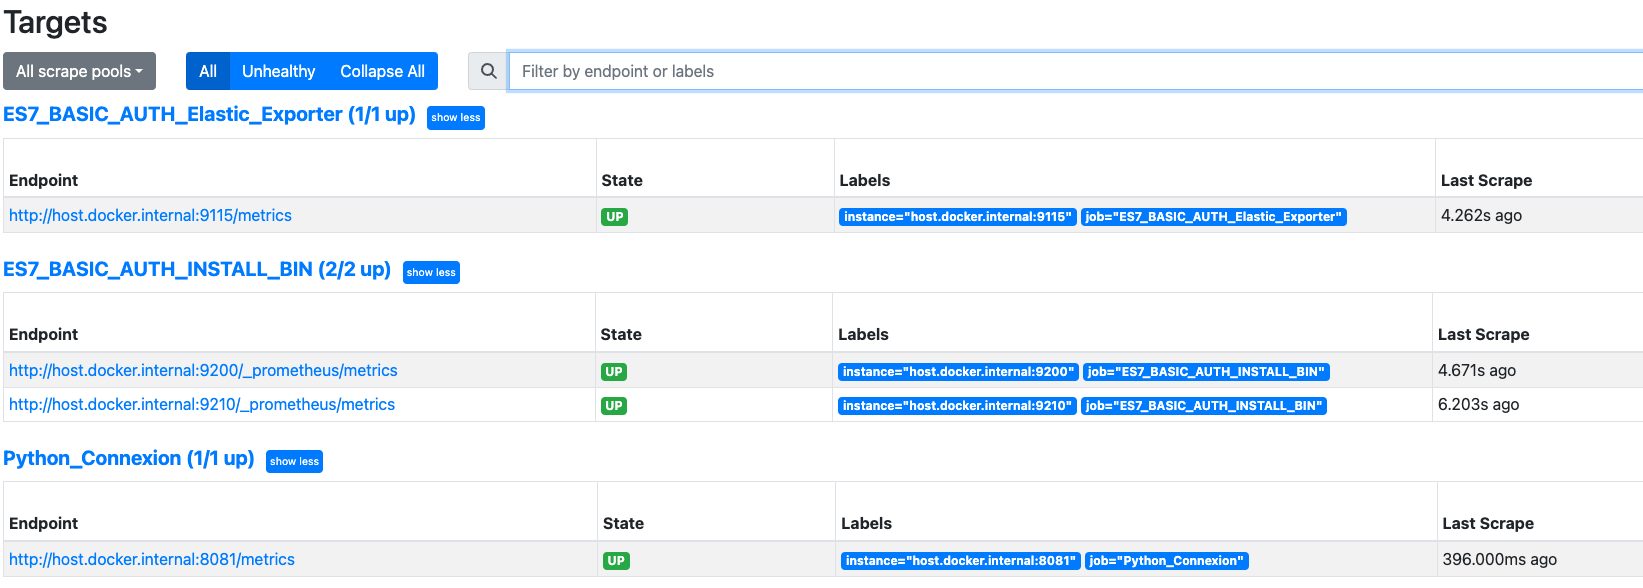 Targets
All scrape pools All Unhealthy Collapse All Filter by endpoint or labels
ES7_BASIC_AUTH_Elastic_Exporter (1/1 up) show less
Endpoint State Labels Last Scrape
http://host.docker.internal:9115/metrics UP instance="host.docker.internal:9115" job="ES7_BASIC_AUTH_Elastic_Exporter" 4.262s ago
ES7_BASIC_AUTH_INSTALL_BIN (2/2 up) show less
Endpoint State Labels Last Scrape
http://host.docker.internal:9200/_prometheus/metrics UP instance="host.docker.internal:9200" job="ES7_BASIC_AUTH_INSTALL_BIN" 4.671s ago
http://host.docker.internal:9210/_prometheus/metrics UP instance="host.docker.internal:9210" job="ES7_BASIC_AUTH_INSTALL_BIN" 6.203s ago
Python_Connexion (1/1 up) show less
Endpoint State Labels Last Scrape
http://host.docker.internal:8081/metrics UP instance="host.docker.internal:8081" job="Python_Connexion" 396.000ms ago